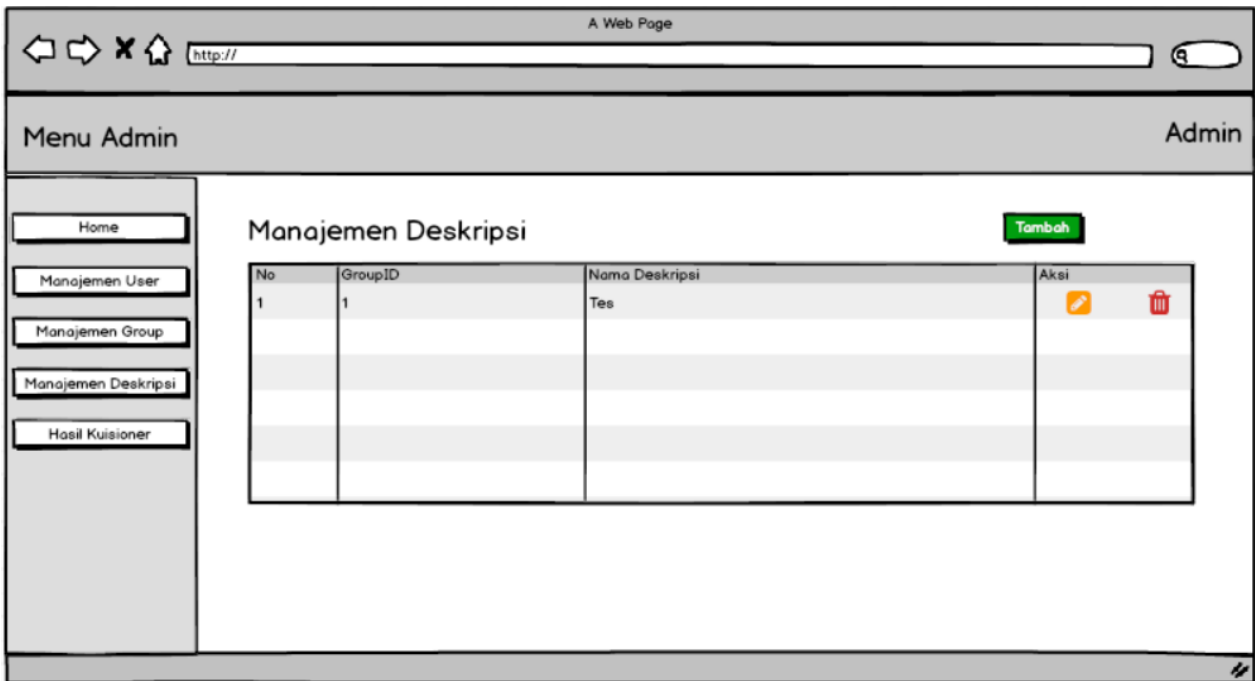 A Web Page
http://
Menu Admin
Admin
Home
Manajemen User
Manajemen Group
Manajemen Deskripsi
Hasil Kuisioner
Manajemen Deskripsi
Tambah
No GroupID Nama Deskripsi Aksi
1 1 Tes